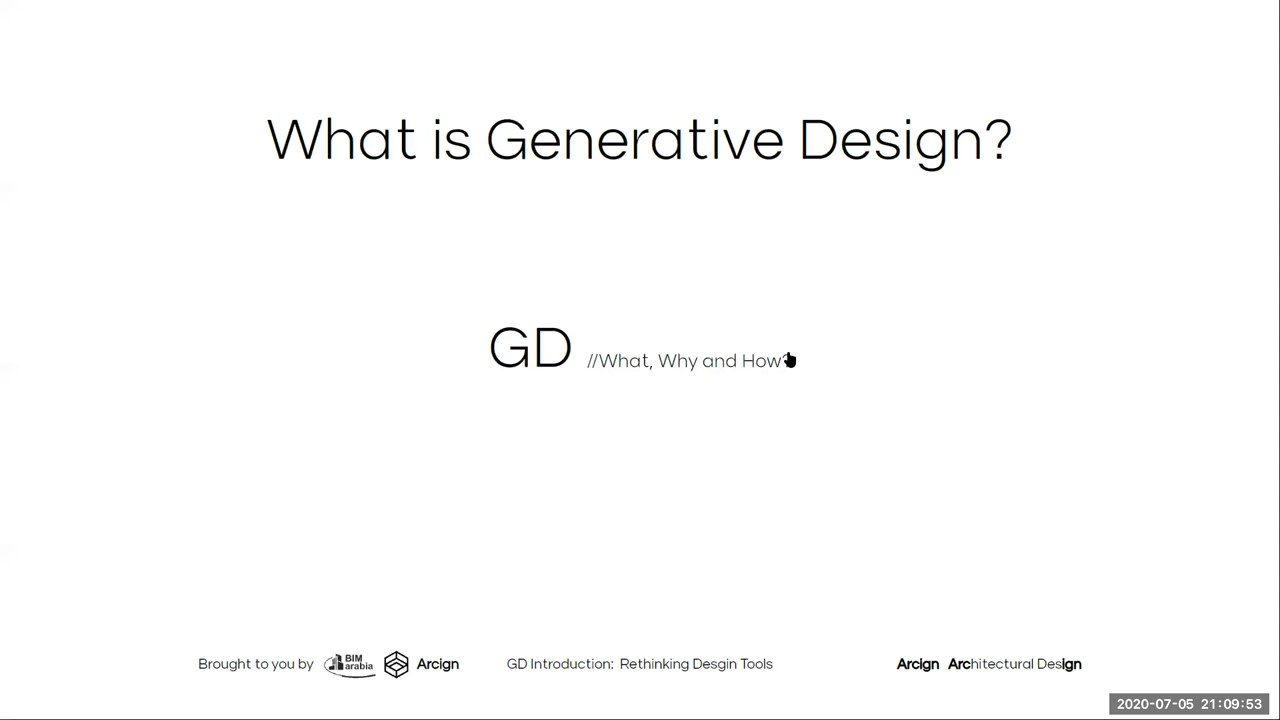 What is Generative Design?
GD //What, Why and How?
Brought to you by BIM arabia Arcign GD Introduction: Rethinking Desgin Tools Arcign Architectural Design
2020-07-05 21:09:53